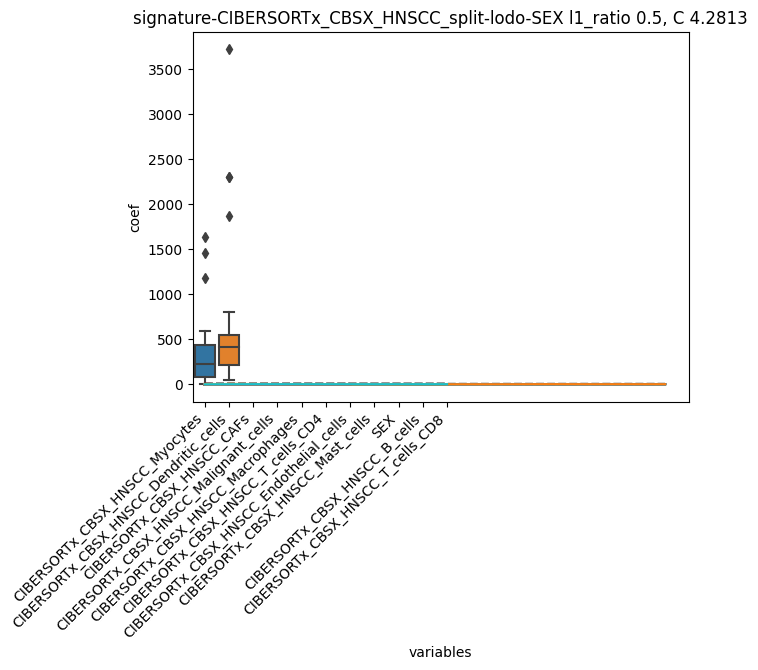 signature-CIBERSORTx_CBSX_HNSCC_split-lodo-SEX l1_ratio 0.5, C 4.2813
3500
3000
2500
2000
1500
1000
500
0
coef
CIBERSORTx_CBSX_HNSCC_Myocytes
CIBERSORTx_CBSX_HNSCC_Dendritic_cells
CIBERSORTx_CBSX_HNSCC_CAFs
CIBERSORTx_CBSX_HNSCC_Malignant_cells
CIBERSORTx_CBSX_HNSCC_Macrophages
CIBERSORTx_CBSX_HNSCC_T_cells_CD4
CIBERSORTx_CBSX_HNSCC_Endothelial_cells
CIBERSORTx_CBSX_HNSCC_Mast_cells
SEX
CIBERSORTx_CBSX_HNSCC_B_cells
CIBERSORTx_CBSX_HNSCC_T_cells_CD8
variables